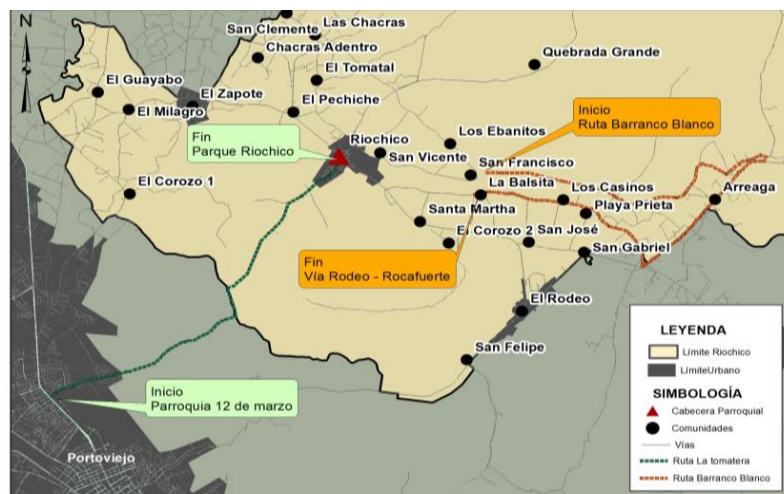 N
San Clemente
Las Chacras
Chacras Adentro
El Tomatal
Quebrada Grande
El Guayabo
El Zapote
El Milagro
El Pechiche
Inicio
Ruta Barranco Blanco
Fin
Parque Riochico
Riochico
Los Ebanitos
San Vicente
San Francisco
El Corozo 1
La Balsita
Los Casinos
Arreaga
Playa Prieta
Santa Martha
El Corozo 2
San José
Fin
Vía Rodeo - Rocafuerte
San Gabriel
El Rodeo
San Felipe
Inicio
Parroquia 12 de marzo
Portoviejo
LEYENDA
Límite Riochico
LímiteUrbano
SIMBOLOGÍA
Cabecera Parroquial
Comunidades
Vías
Ruta La tomatera
Ruta Barranco Blanco